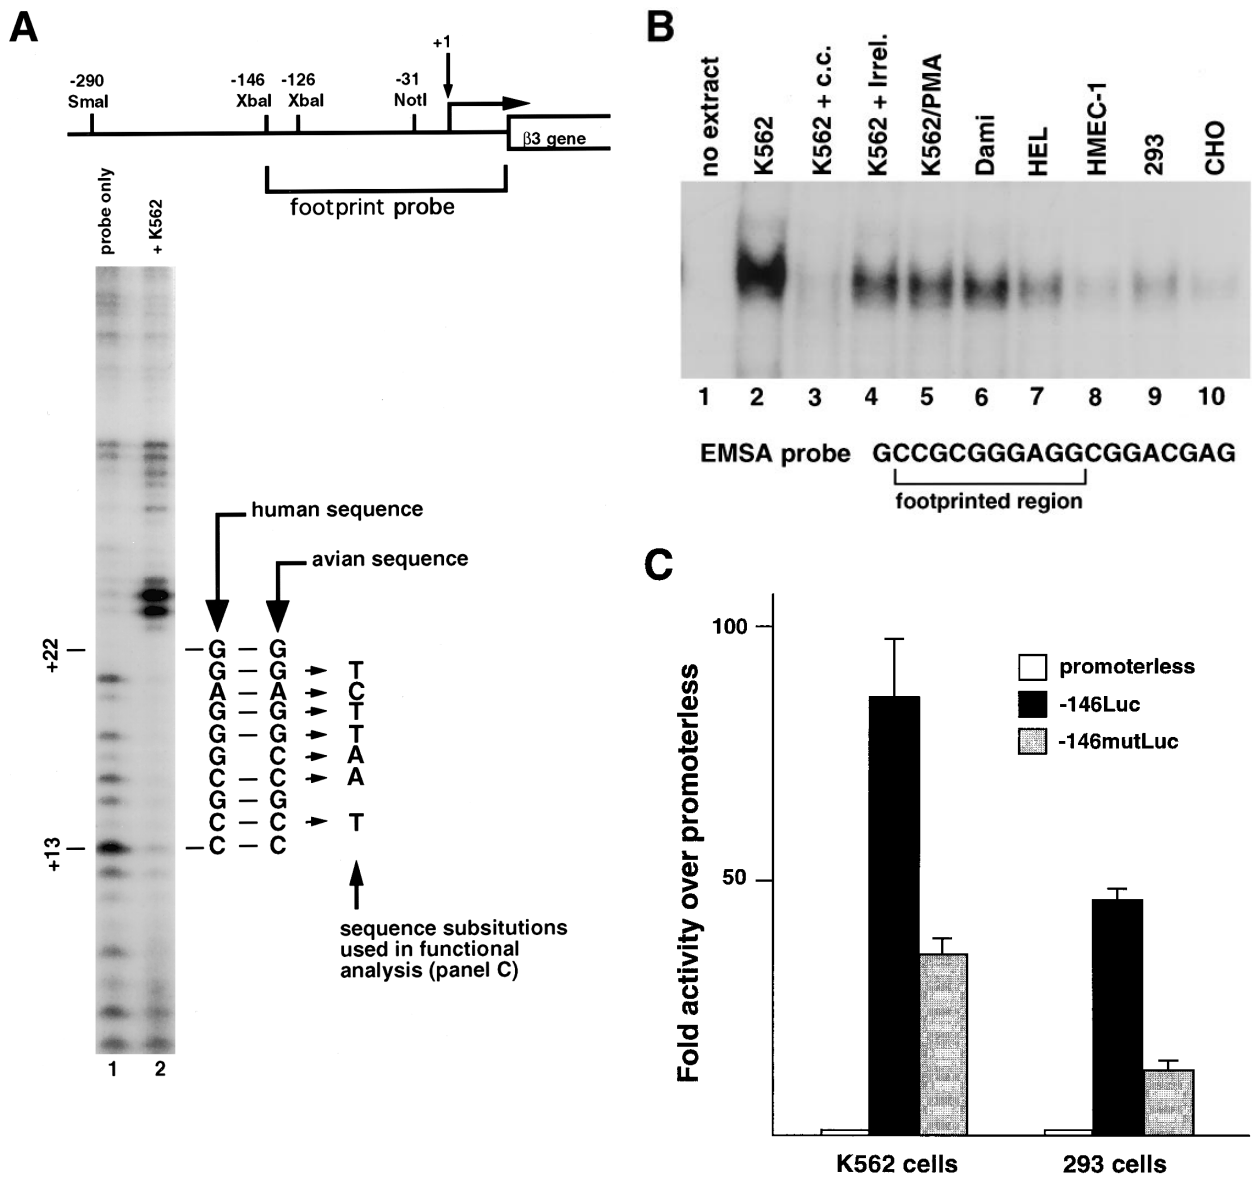 A
+1
-290
-146
-126
-31
SmaI
XbaI
XbaI
NotI
β3 gene
footprint probe
probe only
+ K562
human sequence
avian sequence
+22
G – G
G – G T
A – A C
G – G T
G – G T
G C A
C – C A
G – G
C – C T
+13
C – C
sequence subsitutions
used in functional
analysis (panel C)
1 2
B
no extract
K562
K562 + c.c.
K562 + Irrel.
K562/PMA
Dami
HEL
HMEC-1
293
CHO
1 2 3 4 5 6 7 8 9 10
EMSA probe GCCGCGGGAGGCGGACGAG
footprinted region
C
Fold activity over promoterless
100
50
promoterless
-146Luc
-146mutLuc
K562 cells
293 cells